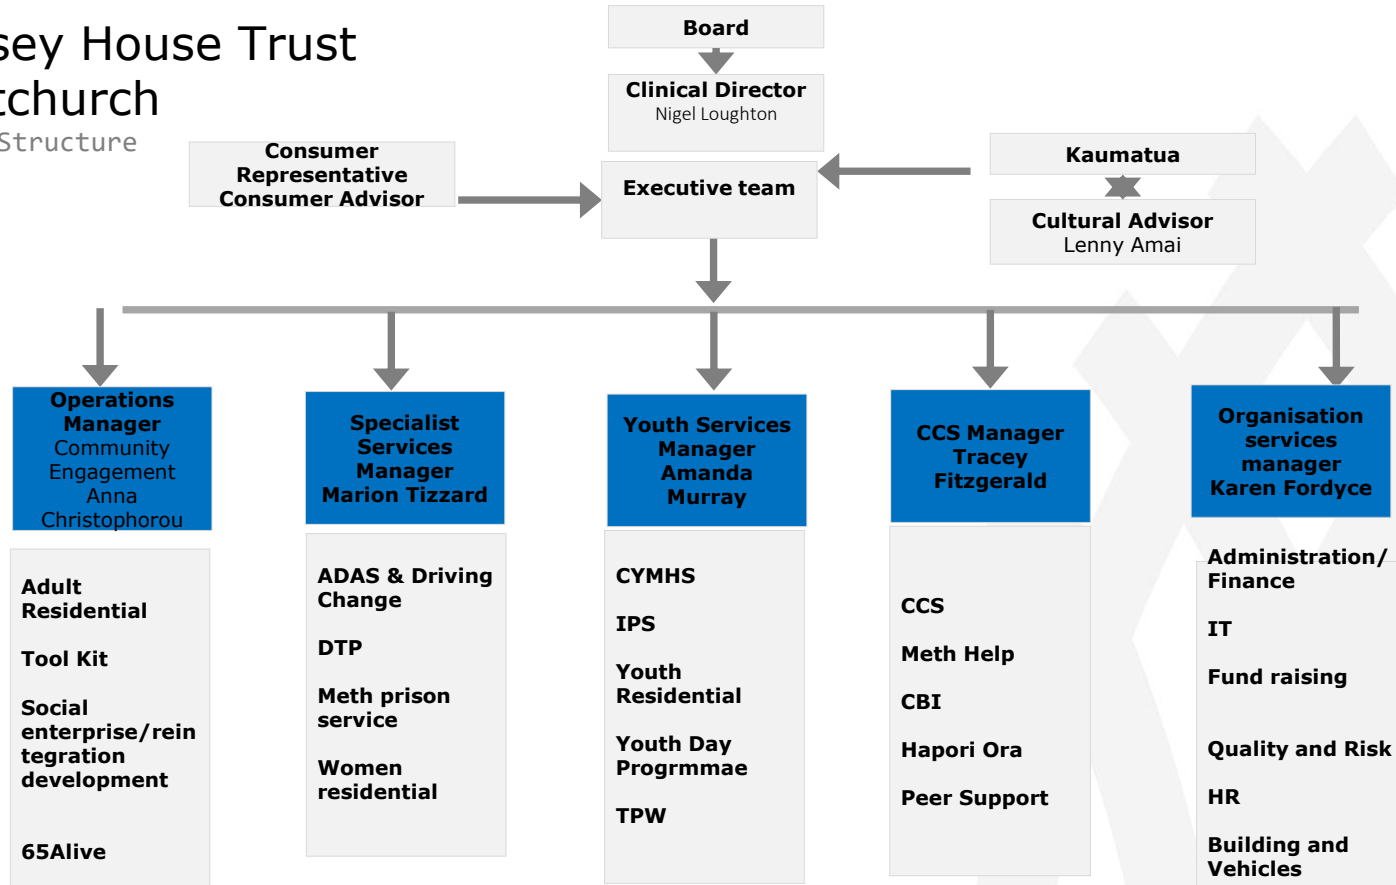 sey House Trust
tchurch
Structure
Board
Clinical Director
Nigel Loughton
Consumer
Representative
Consumer Advisor
Executive team
Kaumatua
Cultural Advisor
Lenny Amai
Operations
Manager
Community
Engagement
Anna
Christophorou
Specialist
Services
Manager
Marion Tizzard
Youth Services
Manager
Amanda
Murray
CCS Manager
Tracey
Fitzgerald
Organisation
services
manager
Karen Fordyce
Adult
Residential
Tool Kit
Social
enterprise/rein
tegration
development
65Alive
ADAS & Driving
Change
DTP
Meth prison
service
Women
residential
CYMHS
IPS
Youth
Residential
Youth Day
Progrmmae
TPW
CCS
Meth Help
CBI
Hapori Ora
Peer Support
Administration/
Finance
IT
Fund raising
Quality and Risk
HR
Building and
Vehicles